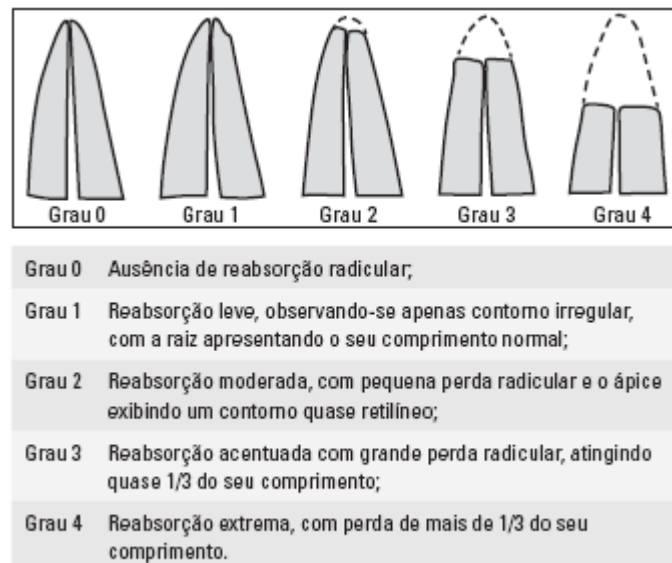 Grau 0 Grau 1 Grau 2 Grau 3 Grau 4
Grau 0 Ausência de reabsorção radicular;
Grau 1 Reabsorção leve, observando-se apenas contorno irregular,
com a raiz apresentando o seu comprimento normal;
Grau 2 Reabsorção moderada, com pequena perda radicular e o ápice
exibindo um contorno quase retilíneo;
Grau 3 Reabsorção acentuada com grande perda radicular, atingindo
quase 1/3 do seu comprimento;
Grau 4 Reabsorção extrema, com perda de mais de 1/3 do seu
comprimento.